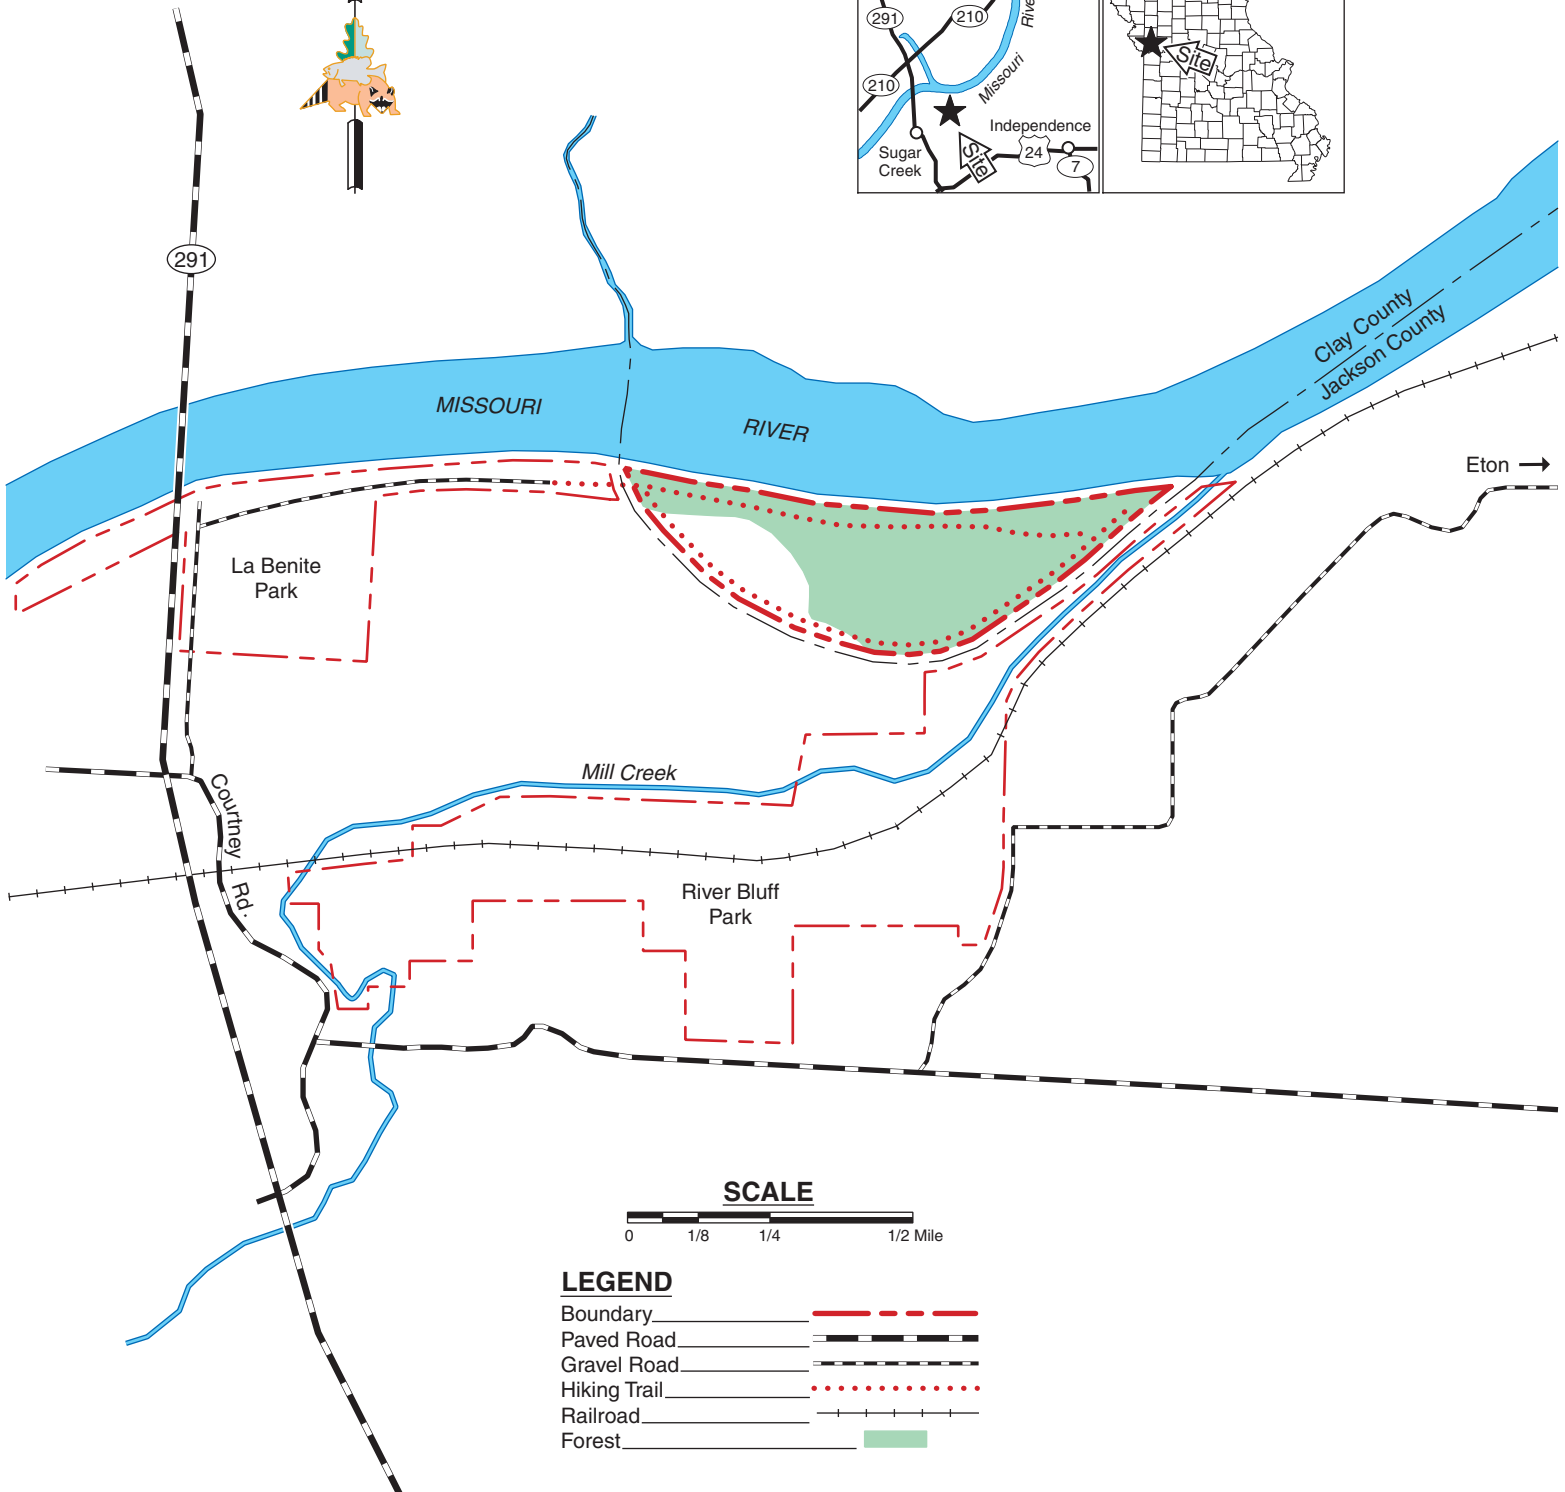 291
210
Rive
210
Missouri
Independence
Sugar
Creek
24
7
Site
Site
291
Clay County
Jackson County
MISSOURI
RIVER
Eton
La Benite
Park
Mill Creek
Courtney Rd.
River Bluff
Park
SCALE
0 1/8 1/4 1/2 Mile
LEGEND
Boundary
Paved Road
Gravel Road
Hiking Trail
Railroad
Forest